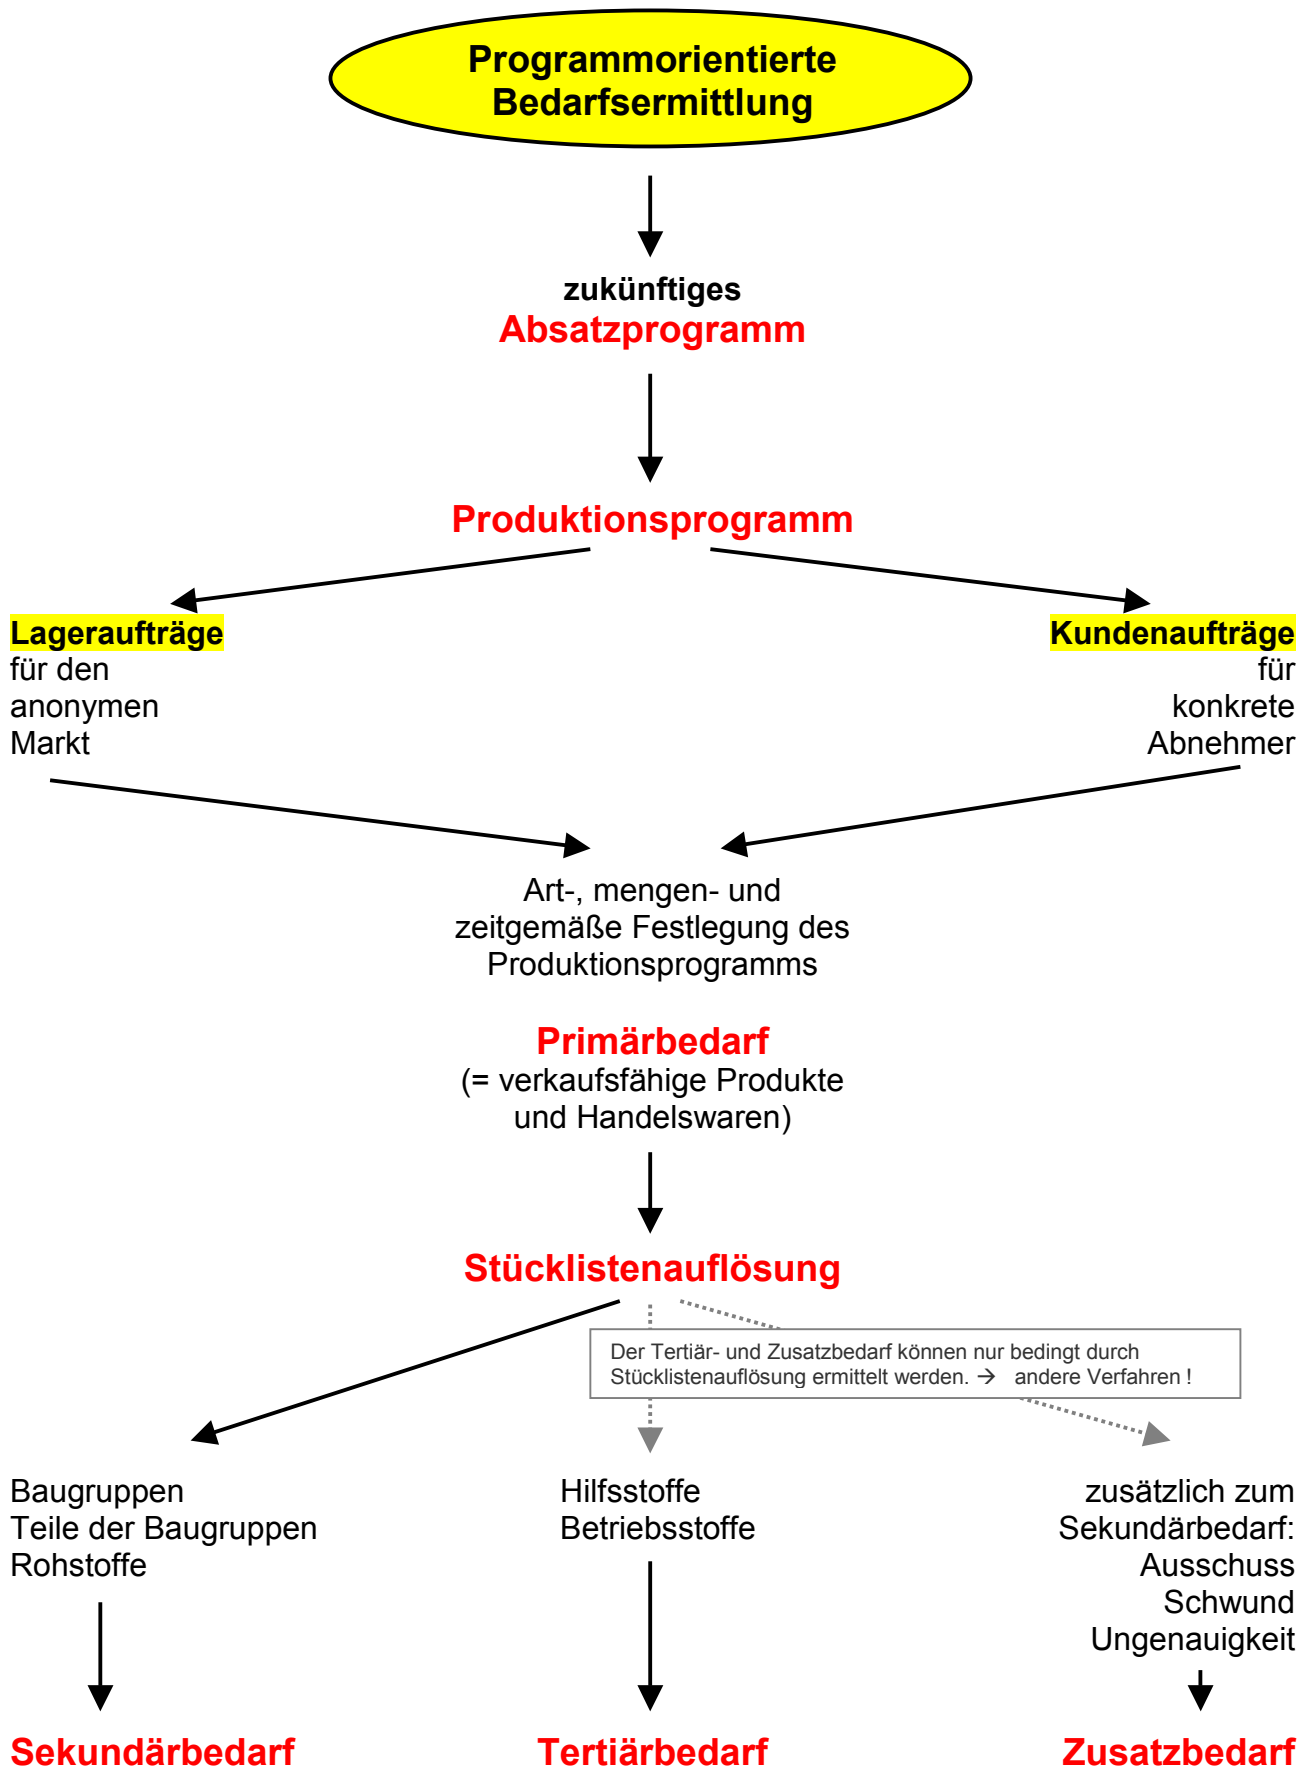 Programmorientierte
Bedarfsermittlung
zukünftiges
Absatzprogramm
Produktionsprogramm
Lageraufträge
für den
anonymen
Markt
Kundenaufträge
für
konkrete
Abnehmer
Art-, mengen- und
zeitgemäße Festlegung des
Produktionsprogramms
Primärbedarf
(= verkaufsfähige Produkte
und Handelswaren)
Stücklistenauflösung
Der Tertiär- und Zusatzbedarf können nur bedingt durch
Stücklistenauflösung ermittelt werden. → andere Verfahren !
Baugruppen
Teile der Baugruppen
Rohstoffe
Hilfsstoffe
Betriebsstoffe
zusätzlich zum
Sekundärbedarf:
Ausschuss
Schwund
Ungenauigkeit
Sekundärbedarf
Tertiärbedarf
Zusatzbedarf